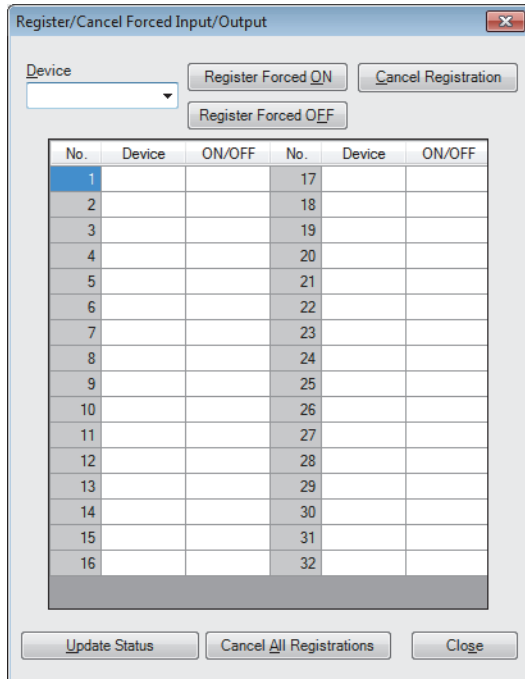 Register/Cancel Forced Input/Output
Device
Register Forced ON
Cancel Registration
Register Forced OFF
No. Device ON/OFF No. Device ON/OFF
1 17
2 18
3 19
4 20
5 21
6 22
7 23
8 24
9 25
10 26
11 27
12 28
13 29
14 30
15 31
16 32
Update Status
Cancel All Registrations
Close